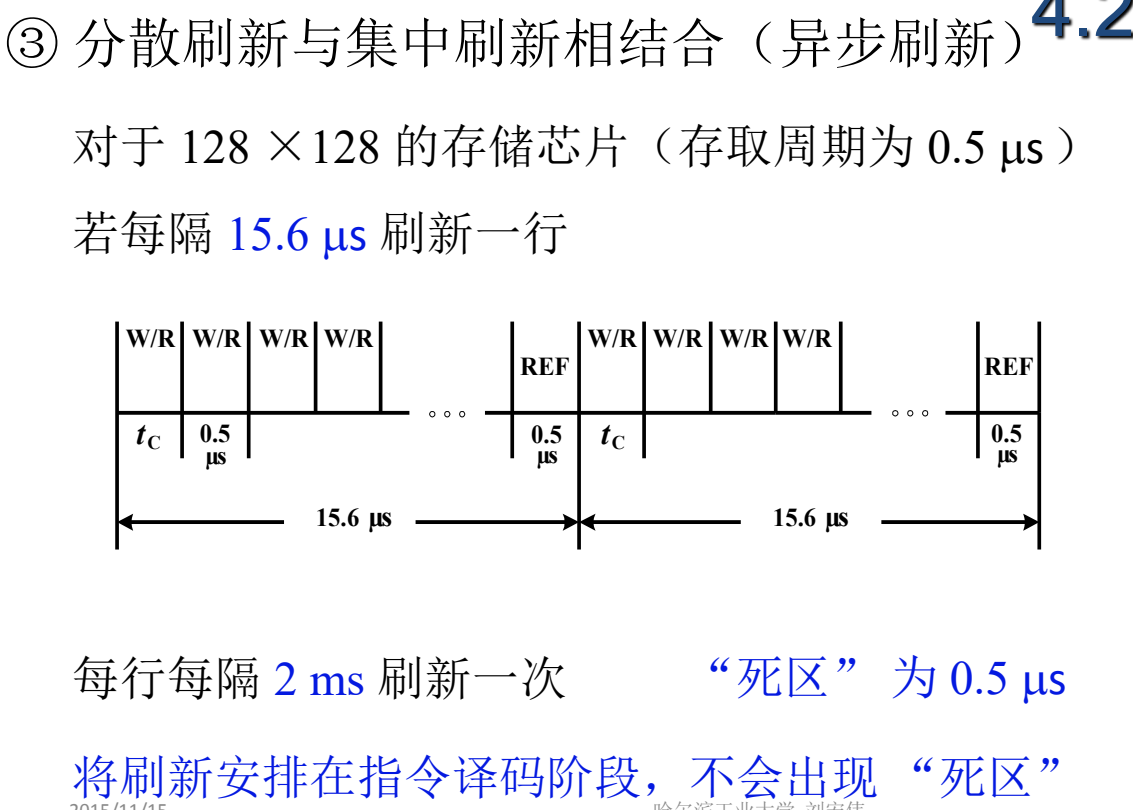 ③ 分散刷新与集中刷新相结合（异步刷新） 4.2
对于 128 ×128 的存储芯片（存取周期为 0.5 μs ）
若每隔 15.6 μs 刷新一行
W/R W/R W/R W/R REF W/R W/R W/R W/R REF
tC 0.5 μs 。。。 0.5 μs tC 。。。 0.5 μs
15.6 μs 15.6 μs
每行每隔 2 ms 刷新一次 “死区” 为 0.5 μs
将刷新安排在指令译码阶段，不会出现 “死区”
2015/11/15 哈尔滨工业大学 刘宏伟